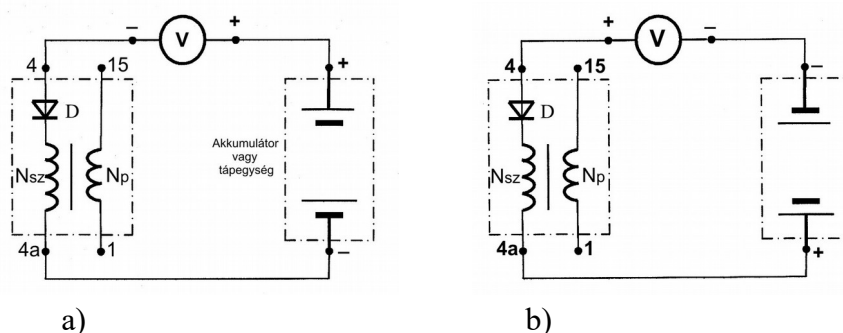 – V +
4 15 +
D
Nsz Np
Akkumulátor
vagy
tápegység
4a 1 –
a)
+ V –
4 15 –
D
Nsz Np
4a 1 +
b)